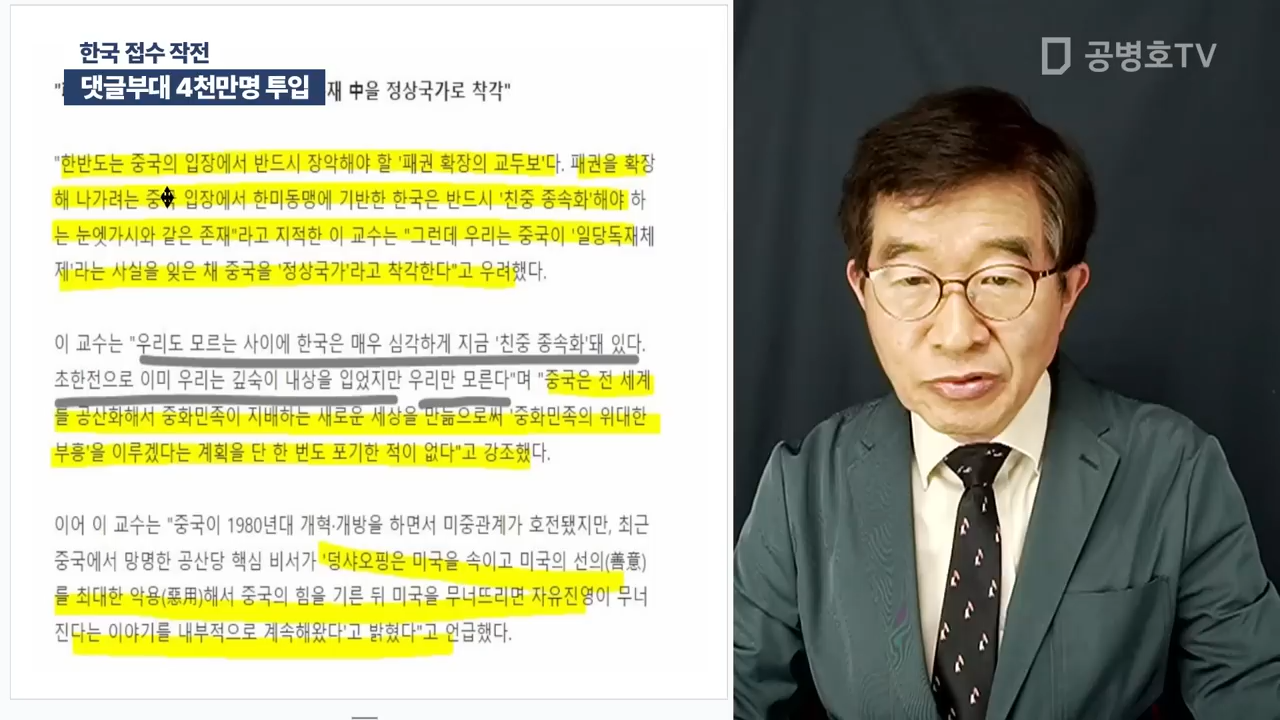 한국 접수 작전
댓글부대 4천만명 투입
재 中을 정상국가로 착각"
"한반도는 중국의 입장에서 반드시 장악해야 할 '패권 확장의 교두보'다. 패권을 확장
해 나가려는 중국 입장에서 한미동맹에 기반한 한국은 반드시 '친중 종속화'해야 하
는 눈엣가시와 같은 존재"라고 지적한 이 교수는 "그런데 우리는 중국이 '일당독재체
제'라는 사실을 잊은 채 중국을 '정상국가'라고 착각한다"고 우려했다.
이 교수는 "우리도 모르는 사이에 한국은 매우 심각하게 지금 '친중 종속화'돼 있다.
초한전으로 이미 우리는 깊숙이 내상을 입었지만 우리만 모른다"며 "중국은 전 세계
를 공산화해서 중화민족이 지배하는 새로운 세상을 만듦으로써 '중화민족의 위대한
부흥'을 이루겠다는 계획을 단 한 번도 포기한 적이 없다"고 강조했다.
이어 이 교수는 "중국이 1980년대 개혁·개방을 하면서 미중관계가 호전됐지만, 최근
중국에서 망명한 공산당 핵심 비서가 '덩샤오핑은 미국을 속이고 미국의 선의(善意)
를 최대한 악용(惡用)해서 중국의 힘을 기른 뒤 미국을 무너뜨리면 자유진영이 무너
진다는 이야기를 내부적으로 계속해왔다'고 밝혔다"고 언급했다.
공병호TV